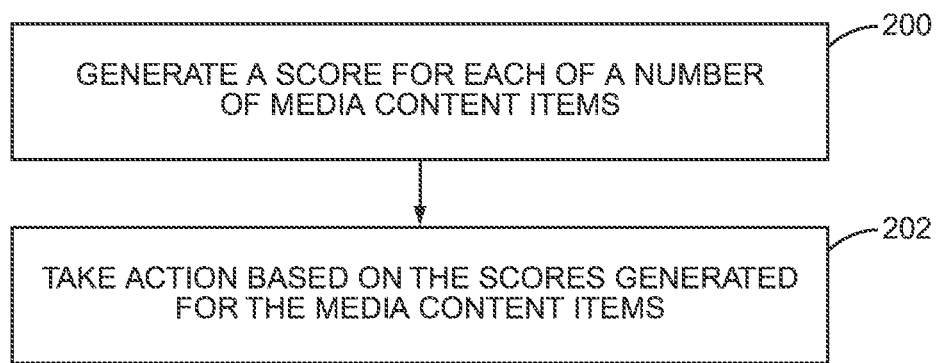 200
GENERATE A SCORE FOR EACH OF A NUMBER
OF MEDIA CONTENT ITEMS
202
TAKE ACTION BASED ON THE SCORES GENERATED
FOR THE MEDIA CONTENT ITEMS